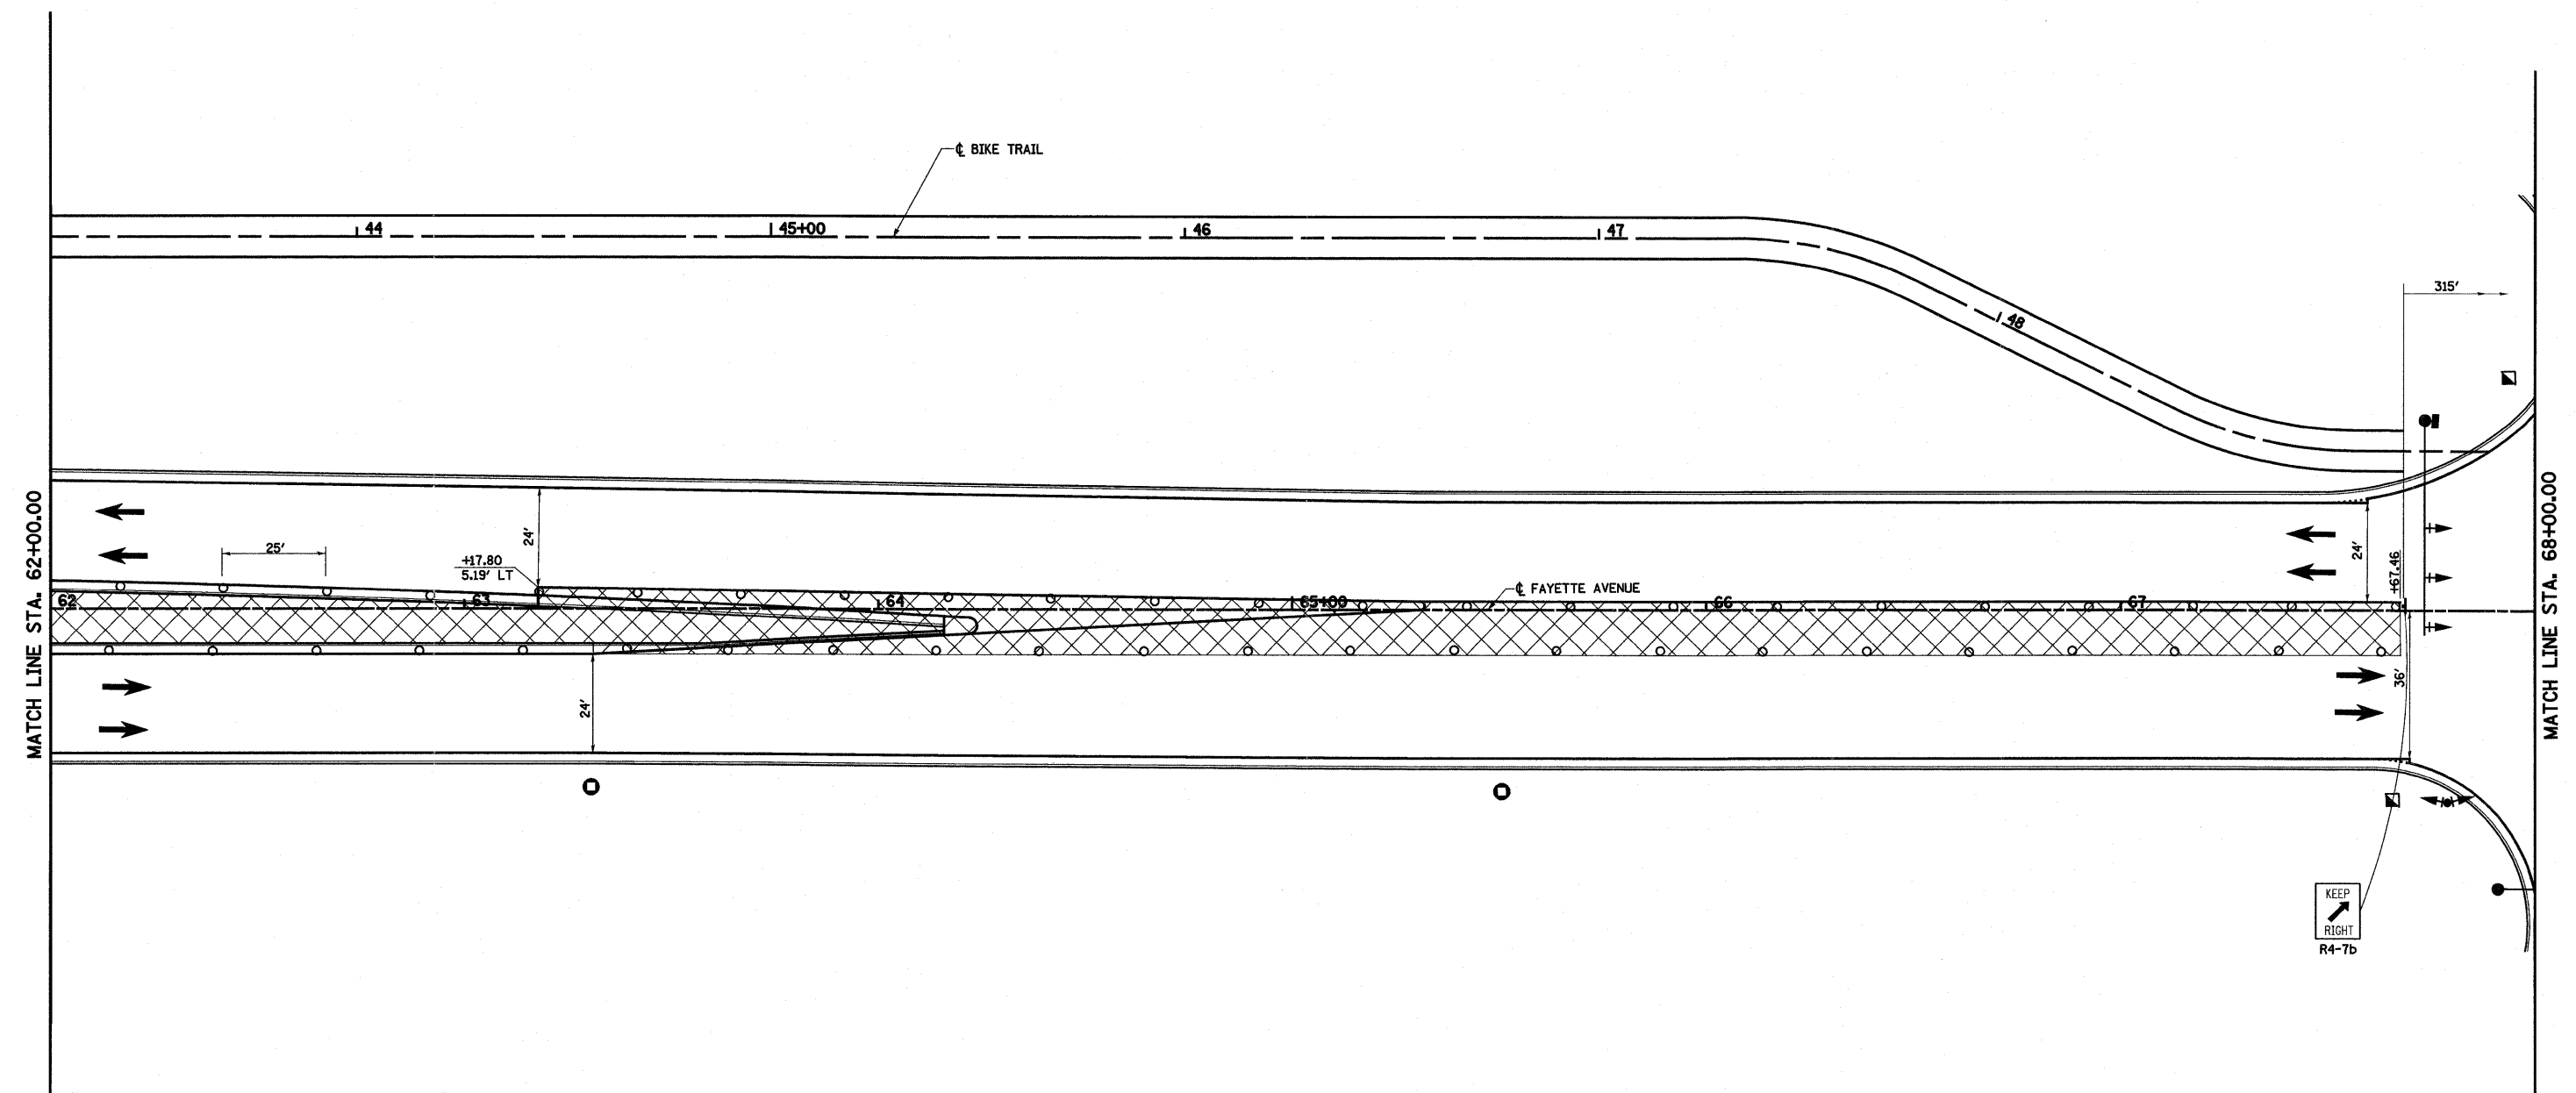 ℄ BIKE TRAIL
44
45+00
46
47
48
315'
MATCH LINE STA. 62+00.00
MATCH LINE STA. 68+00.00
24'
25'
+17.80
5.19' LT
24'
+67.46
℄ FAYETTE AVENUE
62
63
64
65+00
66
67
24'
36'
KEEP
RIGHT
R4-7b